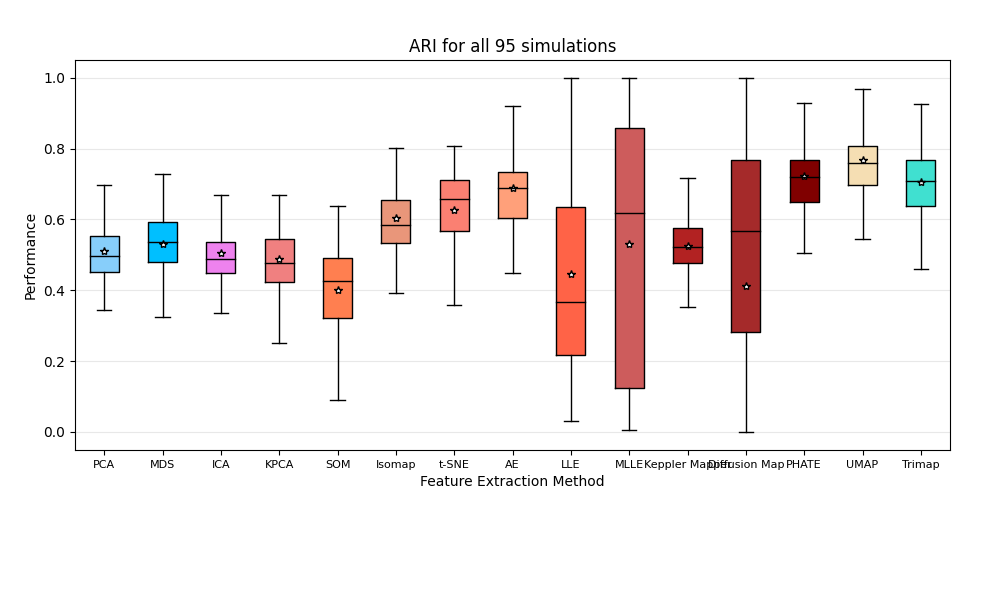 ARI for all 95 simulations
Performance
1.0
0.8
0.6
0.4
0.2
0.0
PCA MDS ICA KPCA SOM Isomap t-SNE AE LLE MLLE Keppler Mapper Diffusion Map PHATE UMAP Trimap
Feature Extraction Method